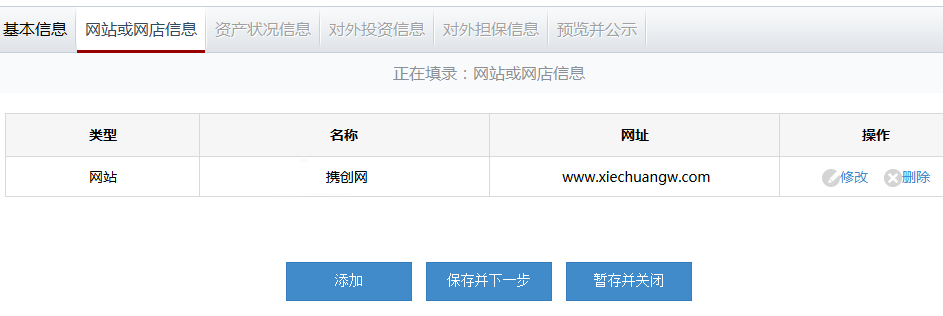 基本信息 网站或网店信息 资产状况信息 对外投资信息 对外担保信息 预览并公示
正在填录：网站或网店信息
类型 名称 网址 操作
网站 携创网 www.xiechuangw.com 修改 删除
添加 保存并下一步 暂存并关闭